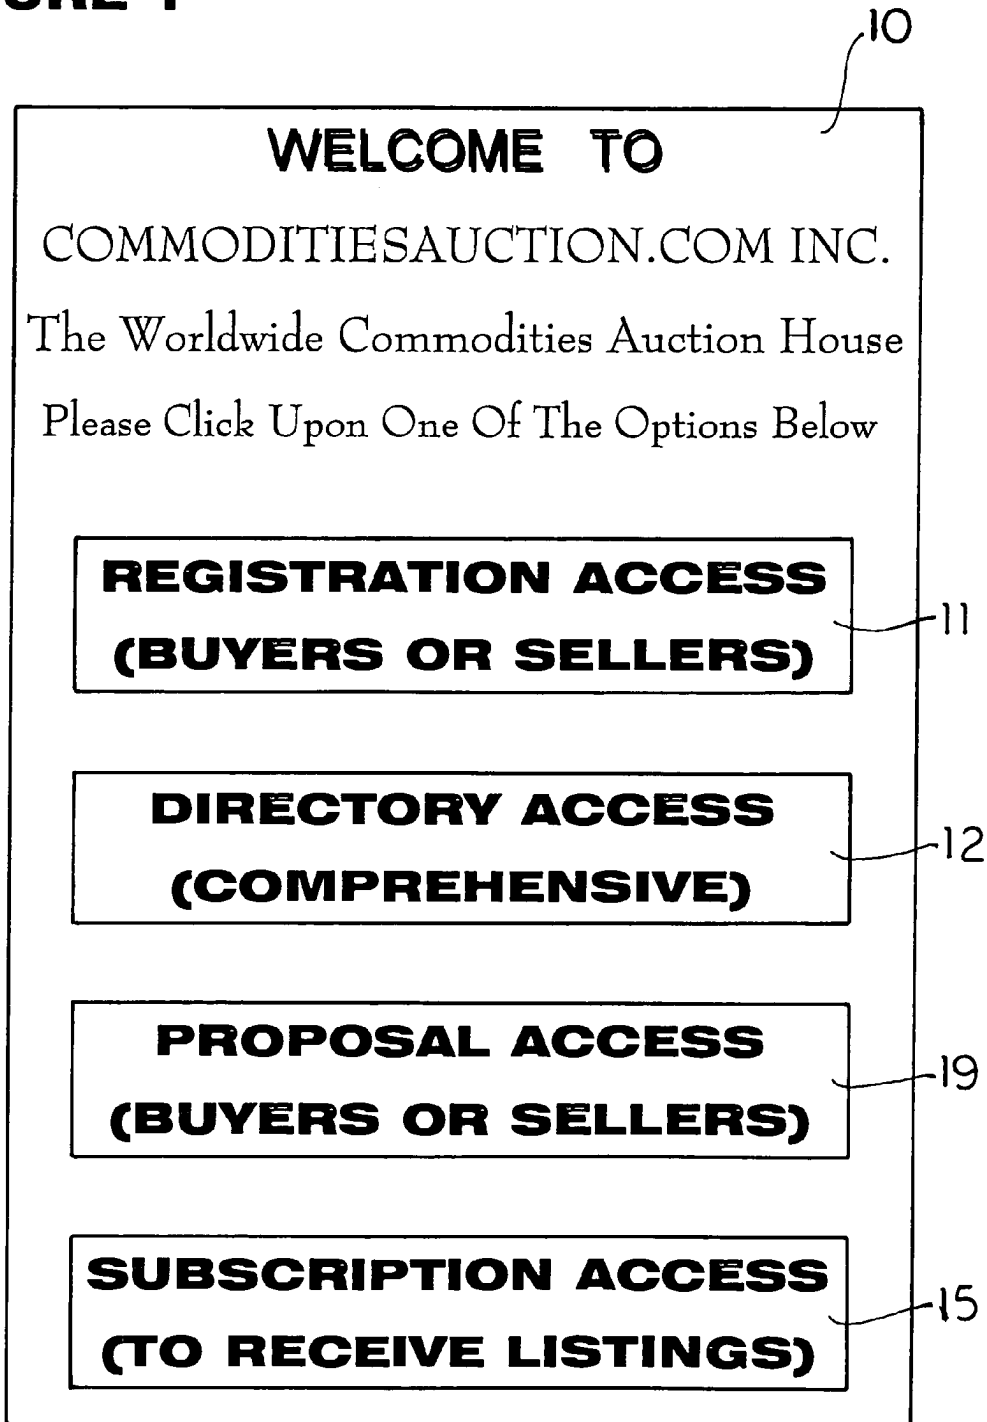 10
WELCOME TO
COMMODITIESAUCTION.COM INC.
The Worldwide Commodities Auction House
Please Click Upon One Of The Options Below
REGISTRATION ACCESS
(BUYERS OR SELLERS)
11
DIRECTORY ACCESS
(COMPREHENSIVE)
12
PROPOSAL ACCESS
(BUYERS OR SELLERS)
19
SUBSCRIPTION ACCESS
(TO RECEIVE LISTINGS)
15